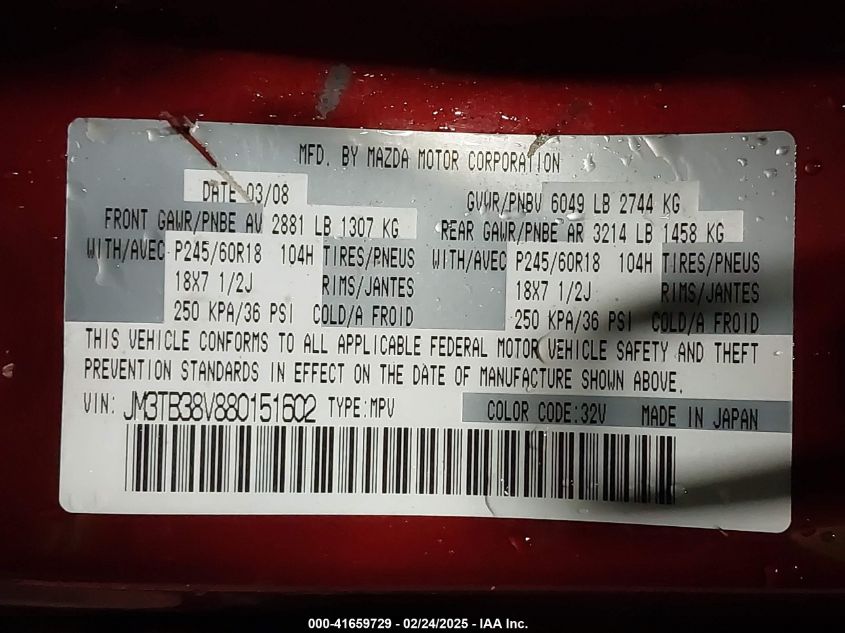 MFD. BY MAZDA MOTOR CORPORATION
DATE 03/08 GVWR/PNBV 6049 LB 2744 KG
FRONT GAWR/PNBE AV 2881 LB 1307 KG REAR GAWR/PNBE AR 3214 LB 1458 KG
WITH/AVEC P245/60R18 104H TIRES/PNEUS WITH/AVEC P245/60R18 104H TIRES/PNEUS
18X7 1/2J RIMS/JANTES 18X7 1/2J RIMS/JANTES
250 KPA/36 PSI COLD/A FROID 250 KPA/36 PSI COLD/A FROID
THIS VEHICLE CONFORMS TO ALL APPLICABLE FEDERAL MOTOR VEHICLE SAFETY AND THEFT
PREVENTION STANDARDS IN EFFECT ON THE DATE OF MANUFACTURE SHOWN ABOVE.
VIN: JM3TB38V880151602 TYPE:MPV COLOR CODE:32V MADE IN JAPAN
000-41659729 — 02/24/2025 — IAA Inc.